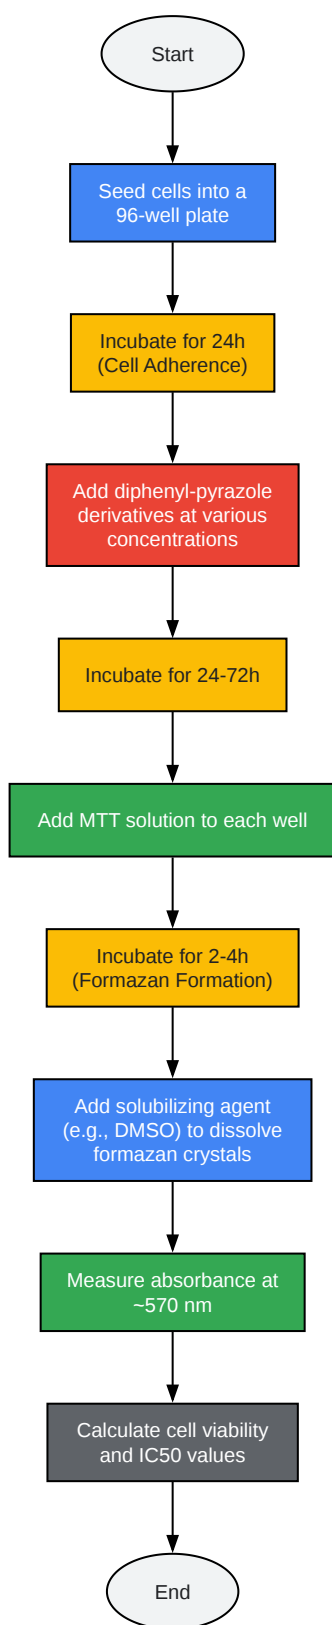 Start
Seed cells into a
96-well plate
Incubate for 24h
(Cell Adherence)
Add diphenyl-pyrazole
derivatives at various
concentrations
Incubate for 24-72h
Add MTT solution to each well
Incubate for 2-4h
(Formazan Formation)
Add solubilizing agent
(e.g., DMSO) to dissolve
formazan crystals
Measure absorbance at
~570 nm
Calculate cell viability
and IC50 values
End